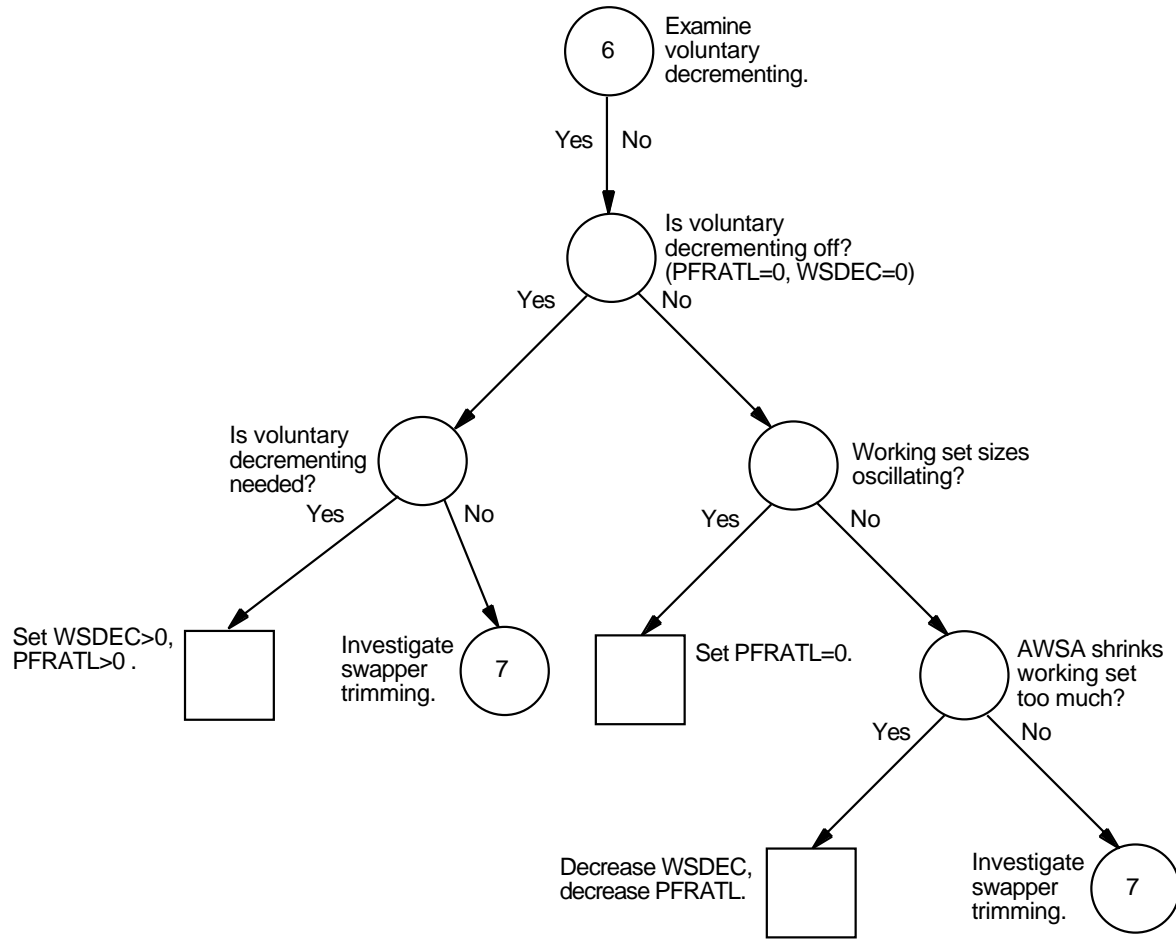 6
Examine
voluntary
decrementing.
Yes No
Is voluntary
decrementing off?
(PFRATL=0, WSDEC=0)
Yes No
Is voluntary
decrementing
needed?
Yes No
Working set sizes
oscillating?
Yes No
Set WSDEC>0,
PFRATL>0 .
Investigate
swapper
trimming.
7
Set PFRATL=0.
AWSA shrinks
working set
too much?
Yes No
Decrease WSDEC,
decrease PFRATL.
Investigate
swapper
trimming.
7